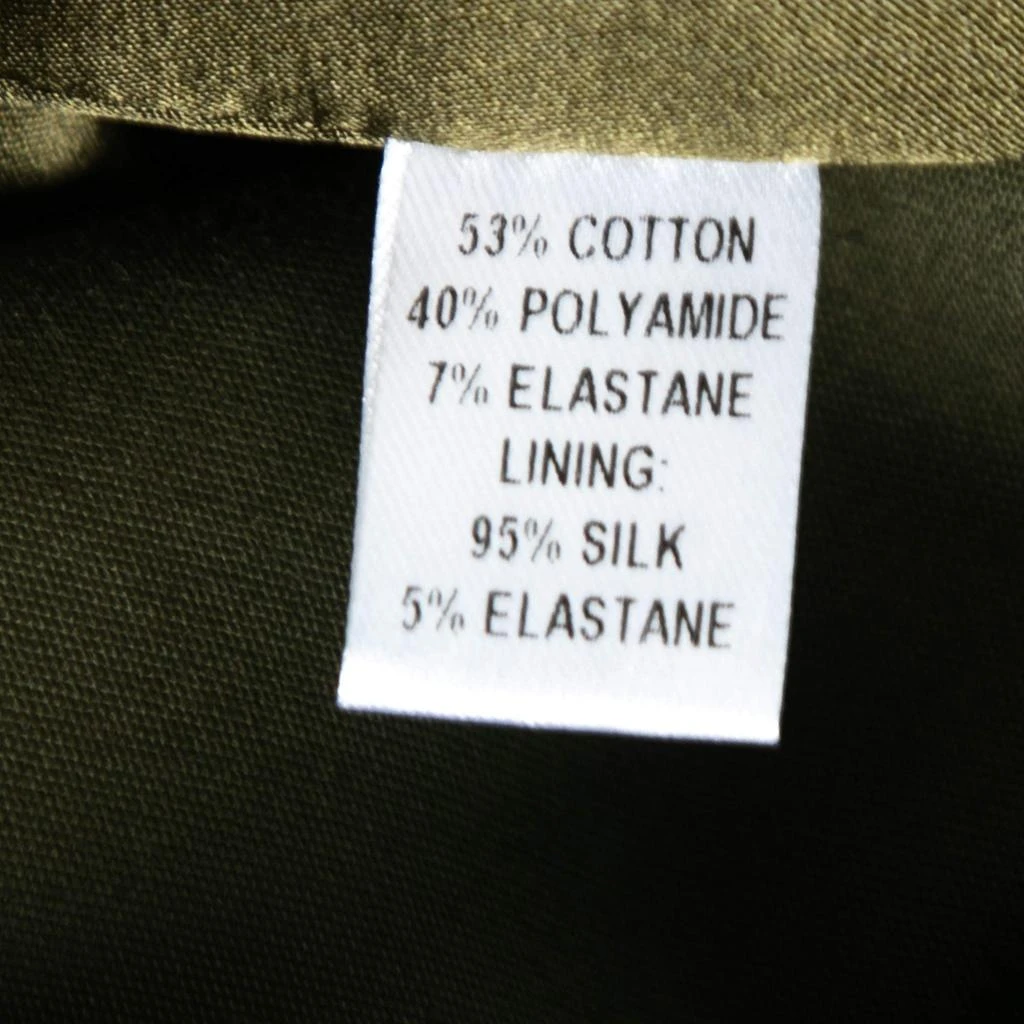 53% COTTON
40% POLYAMIDE
7% ELASTANE
LINING:
95% SILK
5% ELASTANE